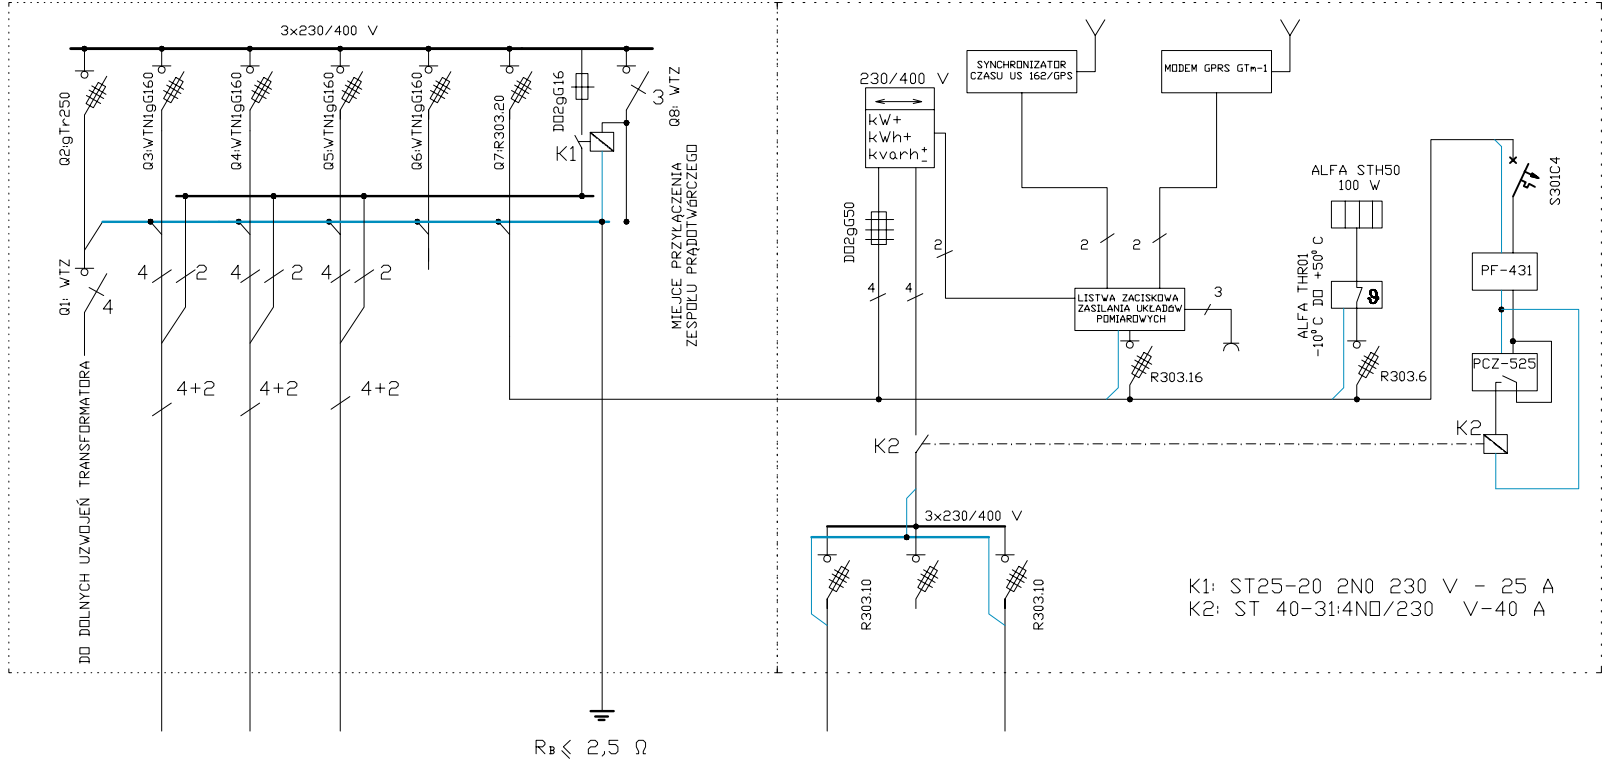 3x230/400 V
Q2:gTr250
Q3:WTN1gG160
Q4:WTN1gG160
Q5:WTN1gG160
Q6:WTN1gG160
Q7:R303.20
DO2gG16
K1
3
Q8: WTZ
MIEJCE PRZYŁĄCZENIA
ZESPOŁU PRĄDOTWÓRCZEGO
Q1: WTZ
4
4
2
4
2
4
2
4+2
4+2
4+2
DO DOLNYCH UZWOJEŃ TRANSFORMATORA
RB ⩽ 2,5 Ω
230/400 V
kW+
kWh+
kvarh±
DO2gG50
4
4
2
SYNCHRONIZATOR
CZASU US 162/GPS
MODEM GPRS GTm-1
2
2
LISTWA ZACISKOWA
ZASILANIA UKŁADÓW
POMIAROWYCH
3
R303.16
ALFA STH50
100 W
ALFA THR01
-10°C DO +50°C
ϑ
R303.6
S301C4
PF-431
PCZ-525
K2
K2
3x230/400 V
R303.10
R303.10
K1: ST25-20 2N0 230 V - 25 A
K2: ST 40-31:4NO/230 V-40 A